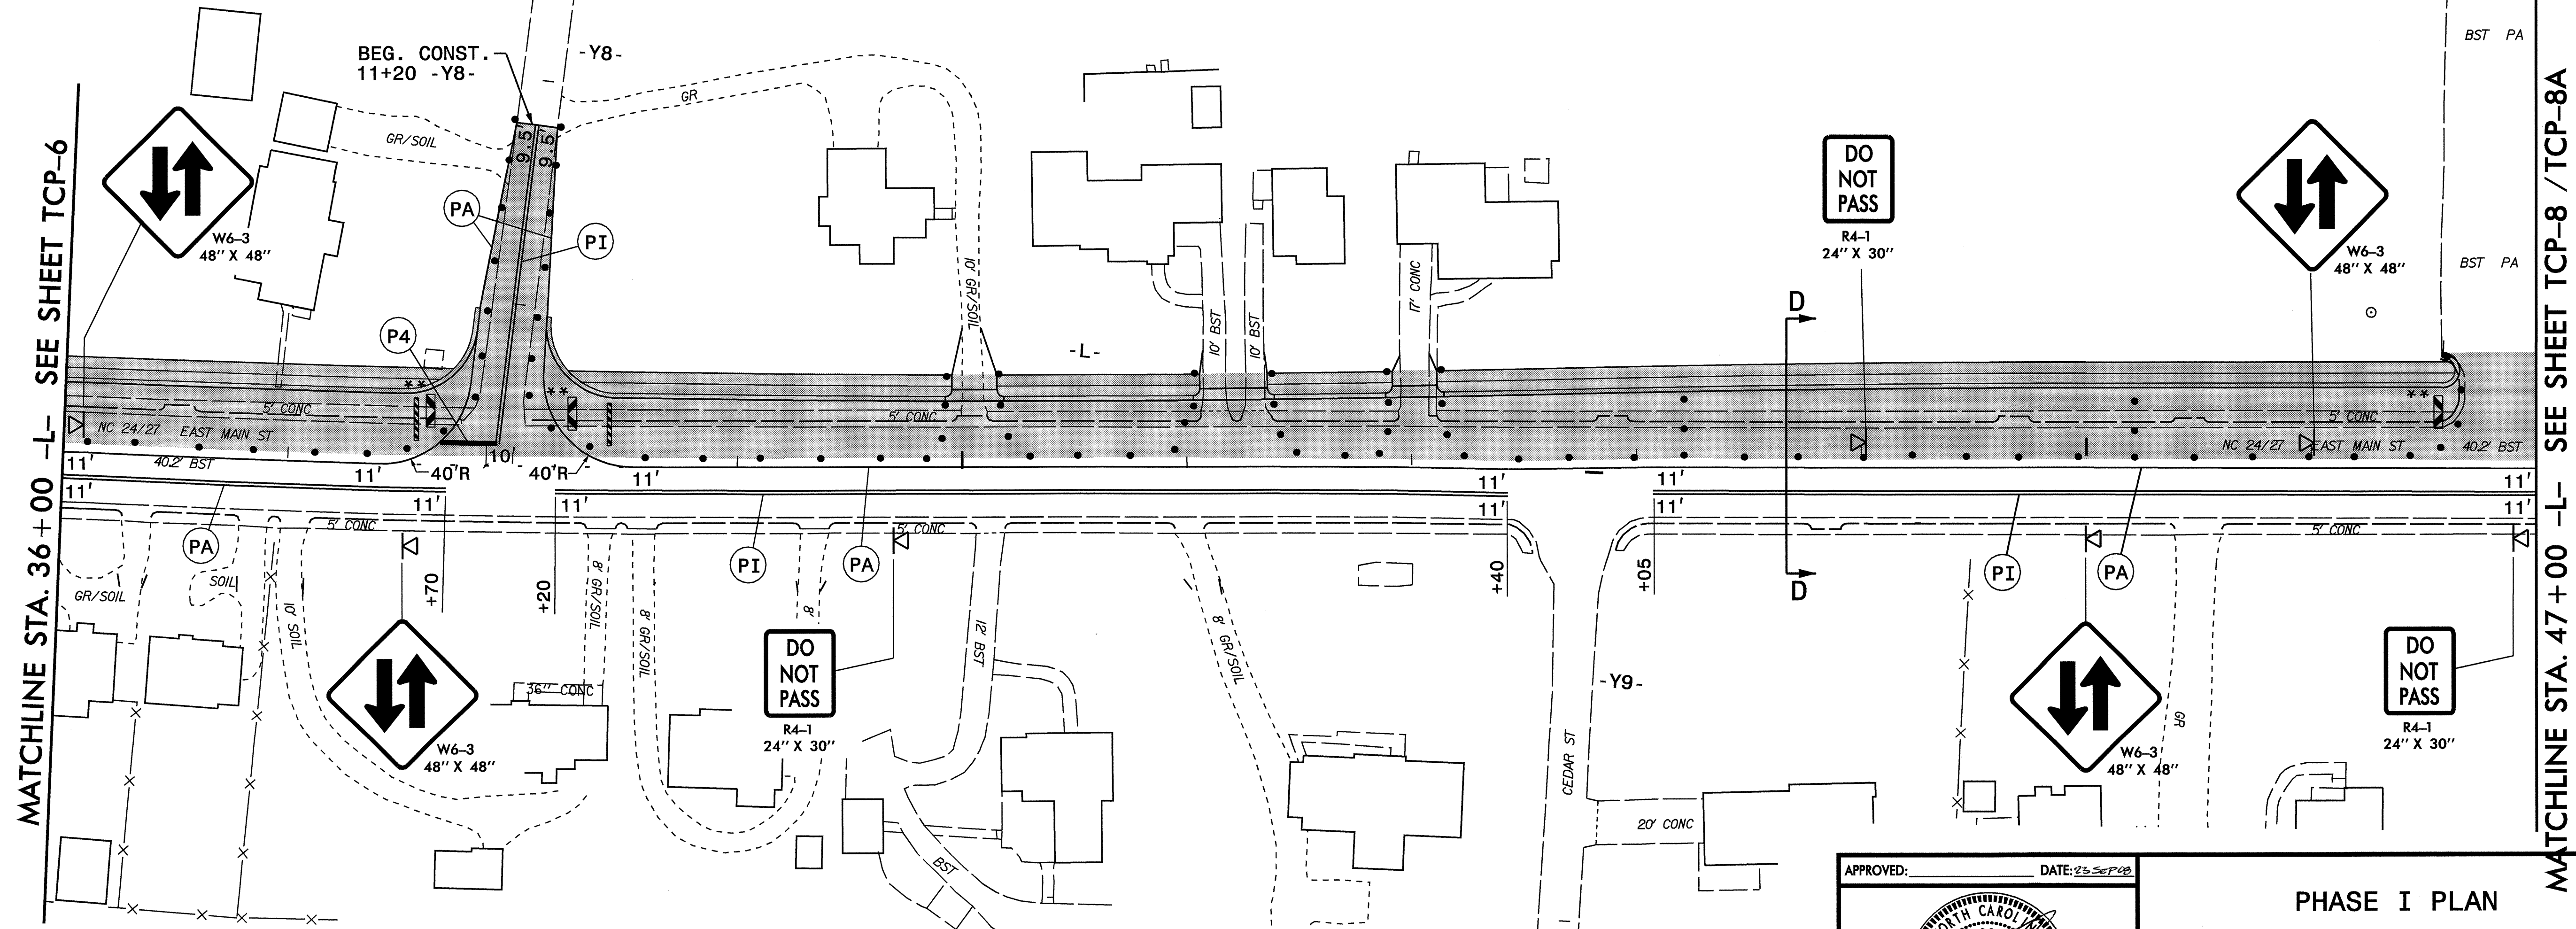 BEG. CONST.
11+20 -Y8-
-Y8-
BST PA
GR
GR/SOIL
9.5'
9.5'
W6-3
48" X 48"
PA
PI
DO
NOT
PASS
R4-1
24" X 30"
W6-3
48" X 48"
BST PA
10' GR/SOIL
17' CONC
10' BST
10' BST
D
P4
-L-
**
**
**
5' CONC
5' CONC
5' CONC
NC 24/27 EAST MAIN ST
NC 24/27 EAST MAIN ST
40.2' BST
40.2' BST
11'
11'
40'R
10'
40'R
11'
11'
11'
11'
11'
11'
11'
11'
11'
11'
11'
5' CONC
5' CONC
5' CONC
PA
PI
PA
PI
PA
+70
+20
+40
+05
D
GR/SOIL
SOIL
10' SOIL
8' GR/SOIL
8' GR/SOIL
8'
12' BST
8' GR/SOIL
-Y9-
CEDAR ST
GR
36" CONC
W6-3
48" X 48"
DO
NOT
PASS
R4-1
24" X 30"
W6-3
48" X 48"
DO
NOT
PASS
R4-1
24" X 30"
BST
20' CONC
MATCHLINE STA. 36+00 -L- SEE SHEET TCP-6
MATCHLINE STA. 47+00 -L- SEE SHEET TCP-8 / TCP-8A
APPROVED: DATE: 23 SEP 08
NORTH CAROLIN
PHASE I PLAN